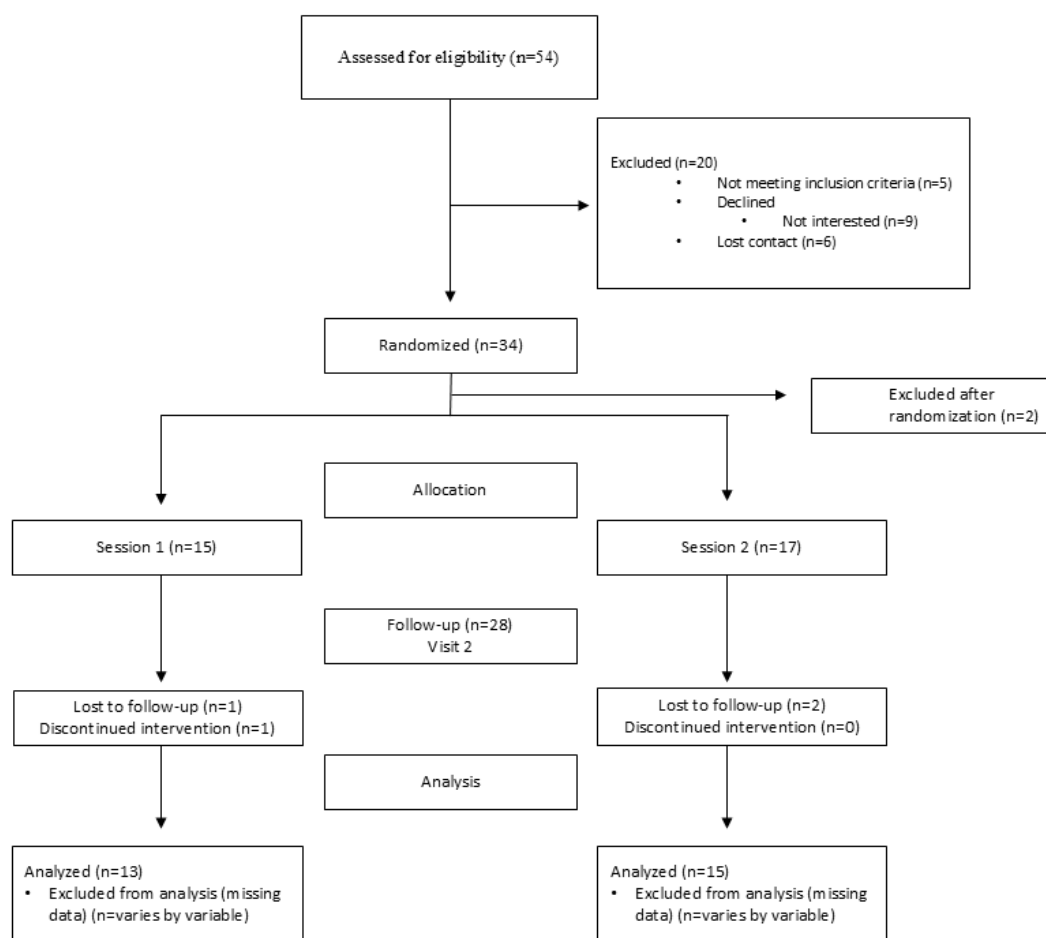 Assessed for eligibility (n=54)
Excluded (n=20)
• Not meeting inclusion criteria (n=5)
• Declined
• Not interested (n=9)
• Lost contact (n=6)
Randomized (n=34)
Excluded after
randomization (n=2)
Allocation
Session 1 (n=15)
Session 2 (n=17)
Follow-up (n=28)
Visit 2
Lost to follow-up (n=1)
Discontinued intervention (n=1)
Lost to follow-up (n=2)
Discontinued intervention (n=0)
Analysis
Analyzed (n=13)
• Excluded from analysis (missing
data) (n=varies by variable)
Analyzed (n=15)
• Excluded from analysis (missing
data) (n=varies by variable)